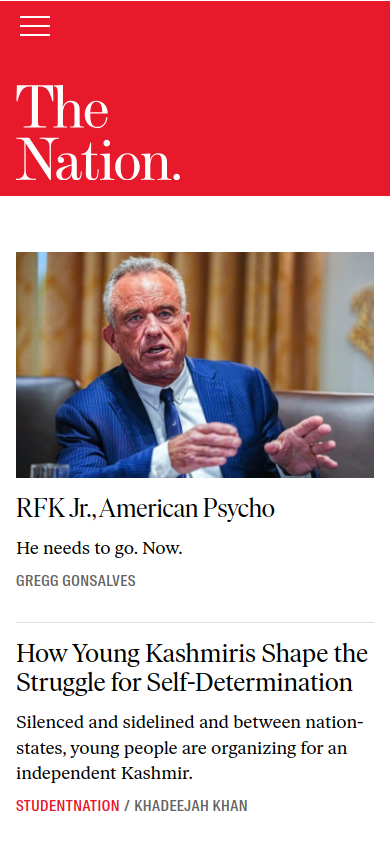 The
Nation.
RFK Jr., American Psycho
He needs to go. Now.
GREGG GONSALVES
How Young Kashmiris Shape the
Struggle for Self-Determination
Silenced and sidelined and between nation-
states, young people are organizing for an
independent Kashmir.
STUDENTNATION / KHADEEJAH KHAN